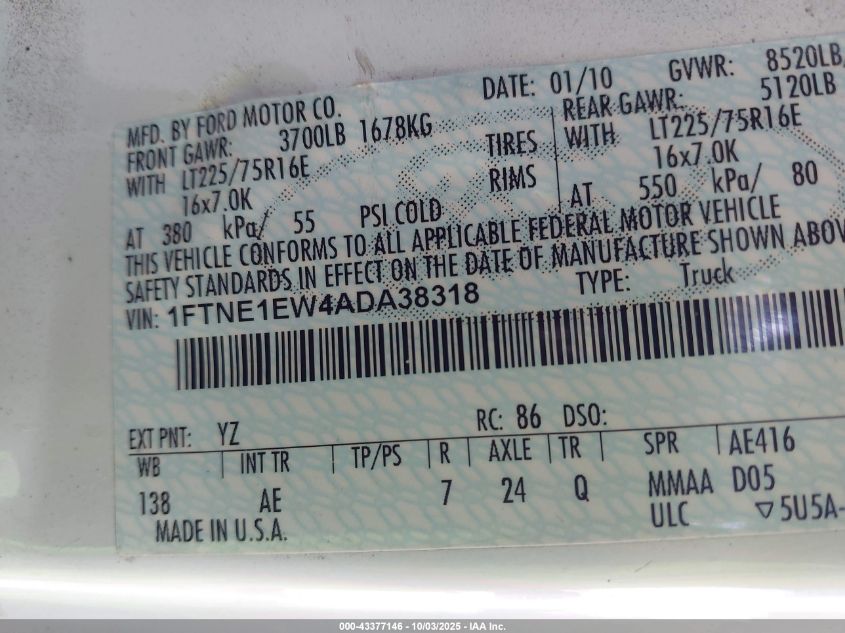 MFD. BY FORD MOTOR CO. DATE: 01/10 GVWR: 8520LB
FRONT GAWR: 3700LB 1678KG REAR GAWR: 5120LB
WITH LT225/75R16E TIRES WITH LT225/75R16E
16x7.0K RIMS 16x7.0K
AT 380 kPa/ 55 PSI COLD AT 550 kPa/ 80
THIS VEHICLE CONFORMS TO ALL APPLICABLE FEDERAL MOTOR VEHICLE
SAFETY STANDARDS IN EFFECT ON THE DATE OF MANUFACTURE SHOWN ABOV
VIN: 1FTNE1EW4ADA38318 TYPE: Truck
EXT PNT: YZ RC: 86 DSO:
WB INT TR TP/PS R AXLE TR SPR AE416
138 AE 7 24 Q MMAA D05
MADE IN U.S.A. ULC ▽5U5A-
000-43377146 - 10/03/2025 - IAA Inc.